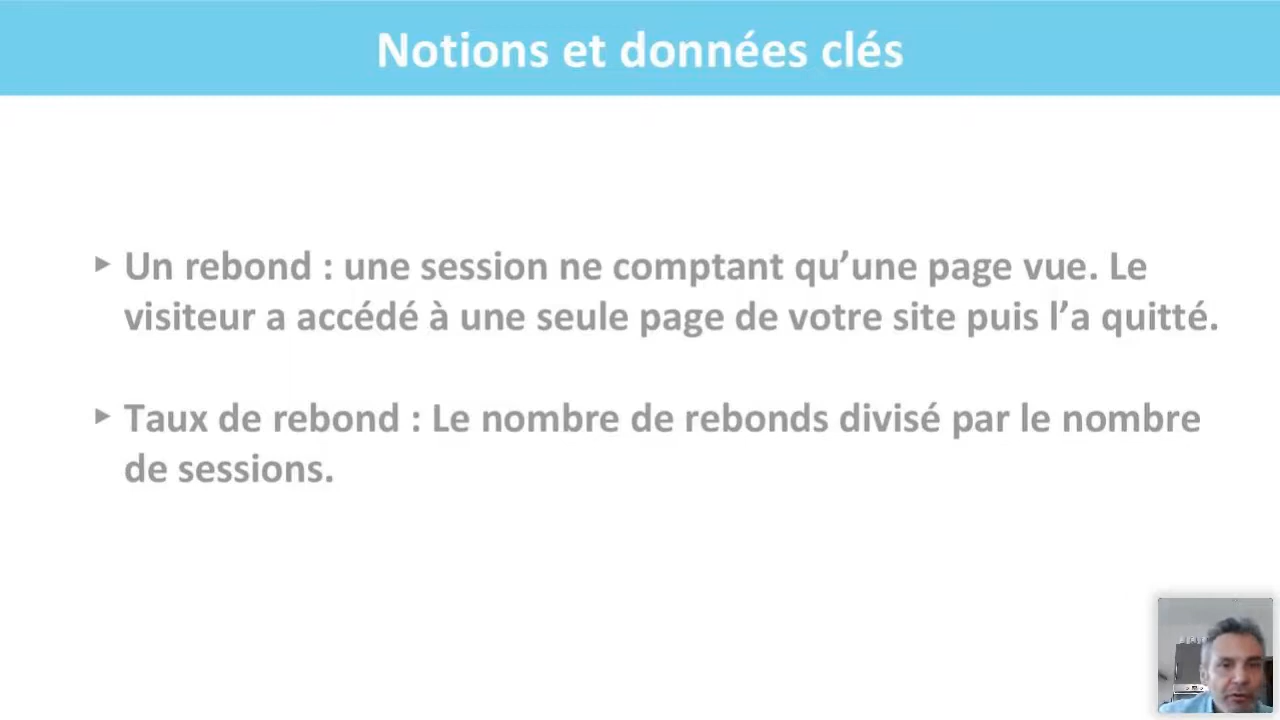 Notions et données clés
Un rebond : une session ne comptant qu’une page vue. Le
visiteur a accédé à une seule page de votre site puis l’a quitté.
Taux de rebond : Le nombre de rebonds divisé par le nombre
de sessions.